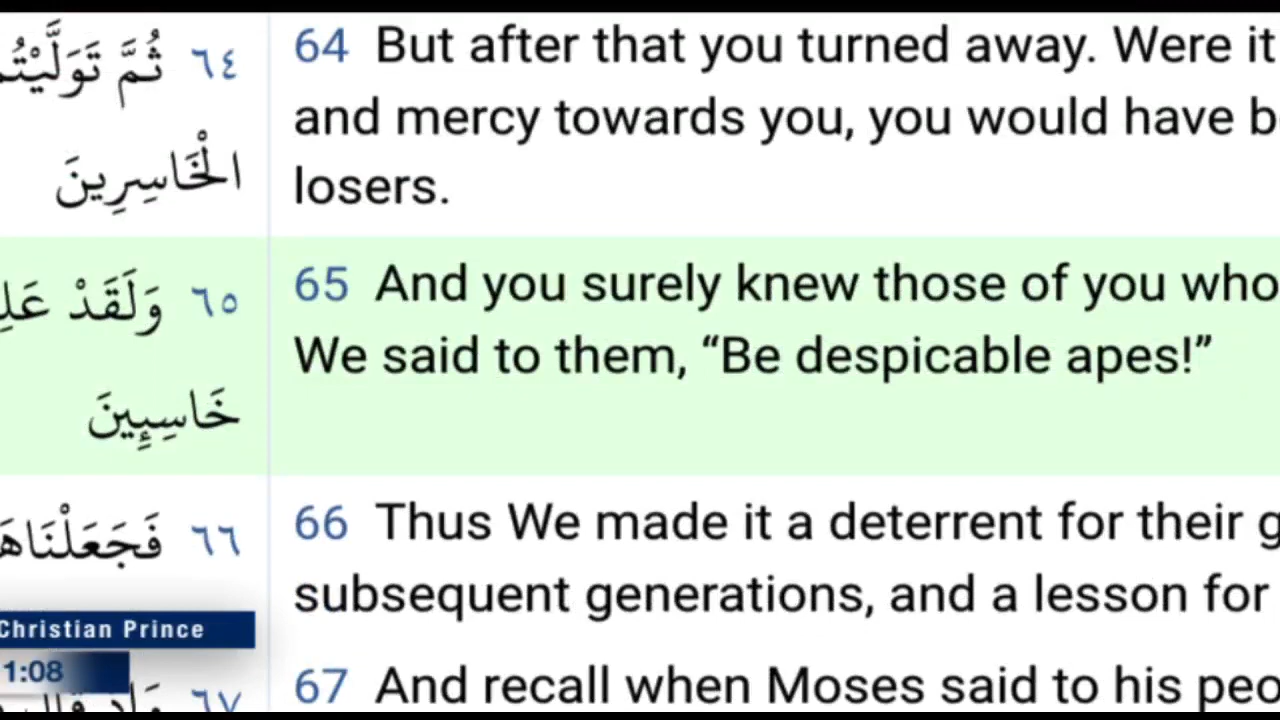 ٦٤ ثُمَّ تَوَلَّيْتُم
الْخَاسِرِينَ
64 But after that you turned away. Were it
and mercy towards you, you would have
losers.
٦٥ وَلَقَدْ
خَاسِئِينَ
65 And you surely knew those of you who
We said to them, “Be despicable apes!”
٦٦
66 Thus We made it a deterrent for their
subsequent generations, and a lesson for
٦٧
67 And recall when Moses said to his
Christian Prince
1:08